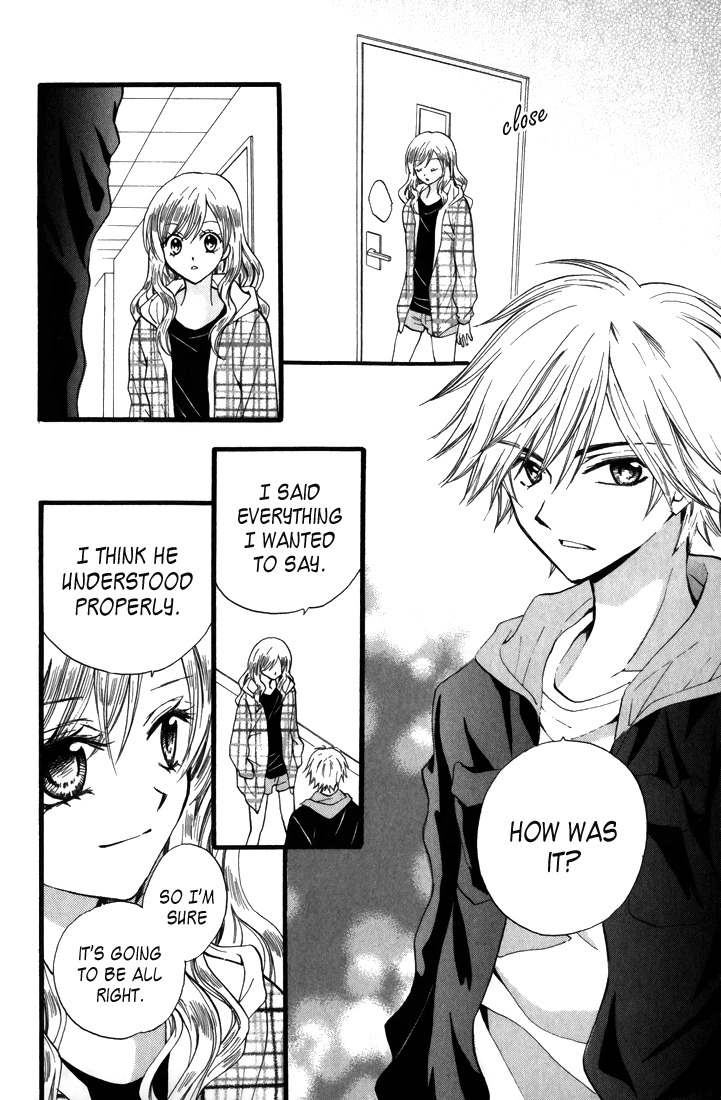 close
HOW WAS
IT?
I SAID
EVERYTHING
I WANTED
TO SAY.
I THINK HE
UNDERSTOOD
PROPERLY.
SO I'M
SURE
IT'S GOING
TO BE ALL
RIGHT.